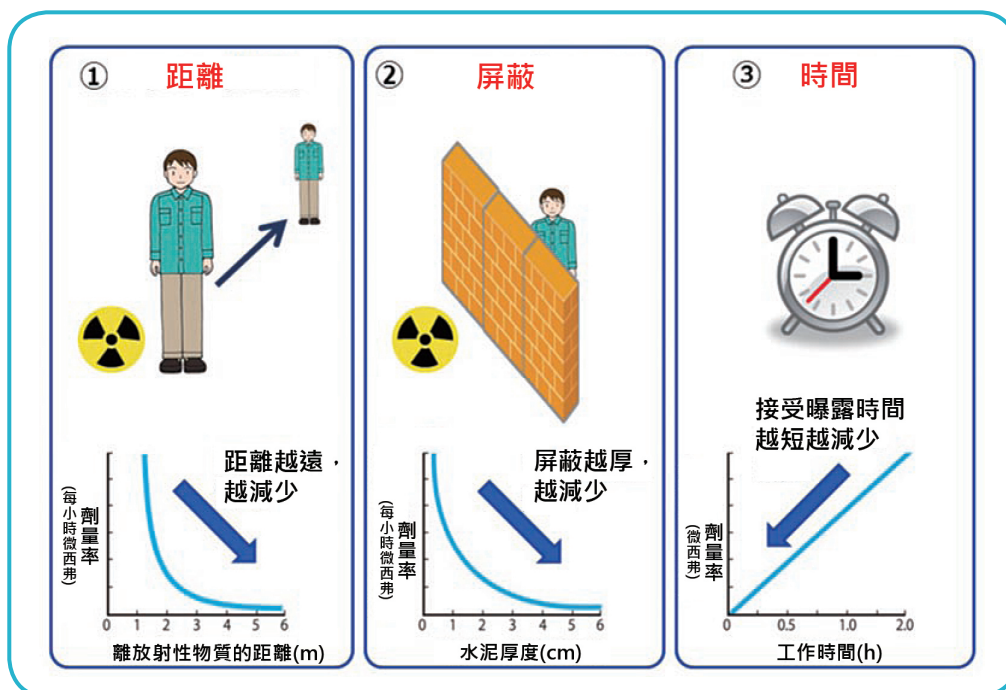 ① 距離
距離越遠，
越減少
劑量率
(每小時微西弗)
0 1 2 3 4 5 6
離放射性物質的距離(m)
② 屏蔽
屏蔽越厚，
越減少
劑量率
(每小時微西弗)
0 1 2 3 4 5 6
水泥厚度(cm)
③ 時間
接受曝露時間
越短越減少
劑量率
(微西弗)
0 0.5 1.0 2.0
工作時間(h)